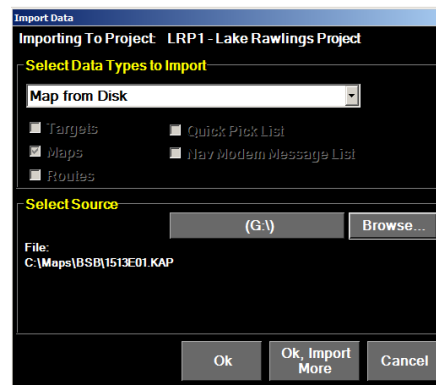 Import Data
Importing To Project: LRP1 - Lake Rawlings Project
Select Data Types to Import
Map from Disk
Targets
Quick Pick List
Maps
Nav Modem Message List
Routes
Select Source
(G:\)
Browse...
File:
C:\Maps\BSB\1513E01.KAP
Ok
Ok, Import
More
Cancel